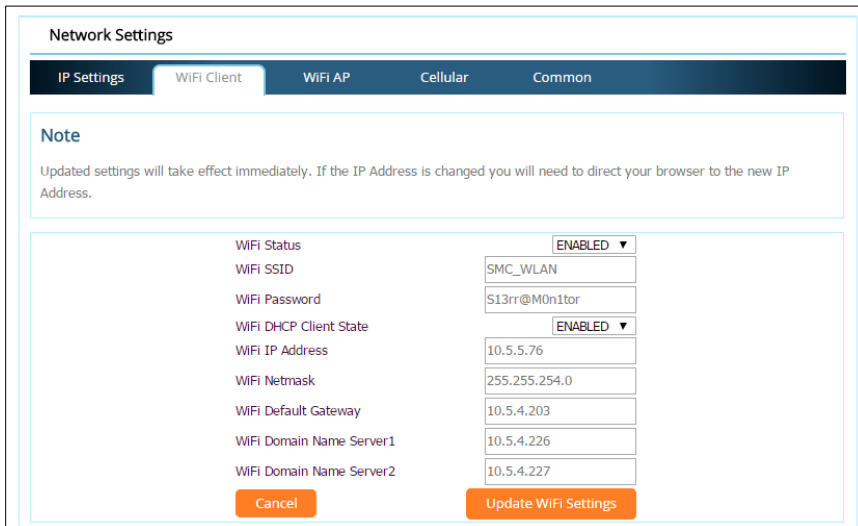 Network Settings
IP Settings WiFi Client WiFi AP Cellular Common
Note
Updated settings will take effect immediately. If the IP Address is changed you will need to direct your browser to the new IP
Address.
WiFi Status ENABLED ▼
WiFi SSID SMC_WLAN
WiFi Password S13rr@M0n1tor
WiFi DHCP Client State ENABLED ▼
WiFi IP Address 10.5.5.76
WiFi Netmask 255.255.254.0
WiFi Default Gateway 10.5.4.203
WiFi Domain Name Server1 10.5.4.226
WiFi Domain Name Server2 10.5.4.227
Cancel Update WiFi Settings